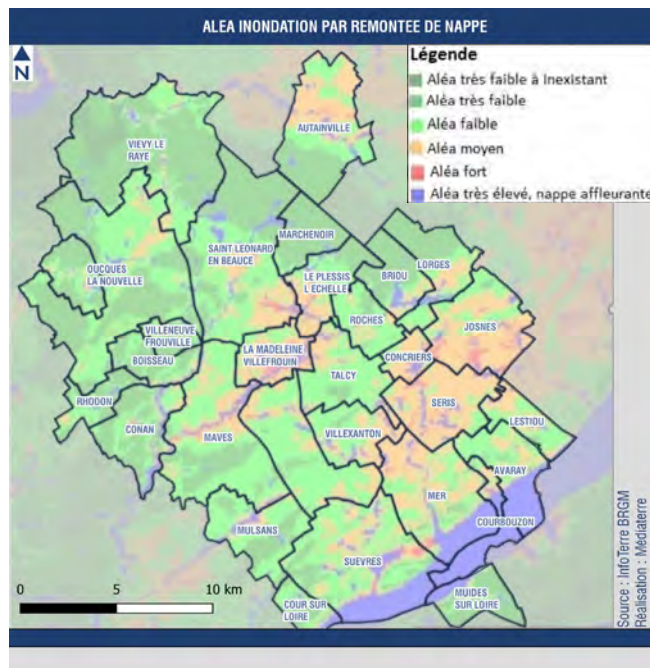 ALEA INONDATION PAR REMONTEE DE NAPPE
N
Légende
Aléa très faible à Inexistant
Aléa très faible
Aléa faible
Aléa moyen
Aléa fort
Aléa très élevé, nappe affleurante
AUTAINVILLE
VIEVY LE
RAYE
MARCHENOIR
SAINT LEONARD
EN BEAUCE
OUCQUES
LA NOUVELLE
LE PLESSIS
L'ECHELLE
BRIOU
LORGES
ROCHES
JOSNES
VILLENEUVE
FROUVILLE
BOISSEAU
LA MADELEINE
VILLEFROUIN
CONCRIERS
TALCY
RHODON
SERIS
LESTIOU
CONAN
MAVES
VILLEXANTON
AVARAY
MER
COURBOUZON
MULSANS
SUEVRES
COUR SUR
LOIRE
MUIDES
SUR LOIRE
0 5 10 km
Source : InfoTerre BRGM
Réalisation : Médiaterre